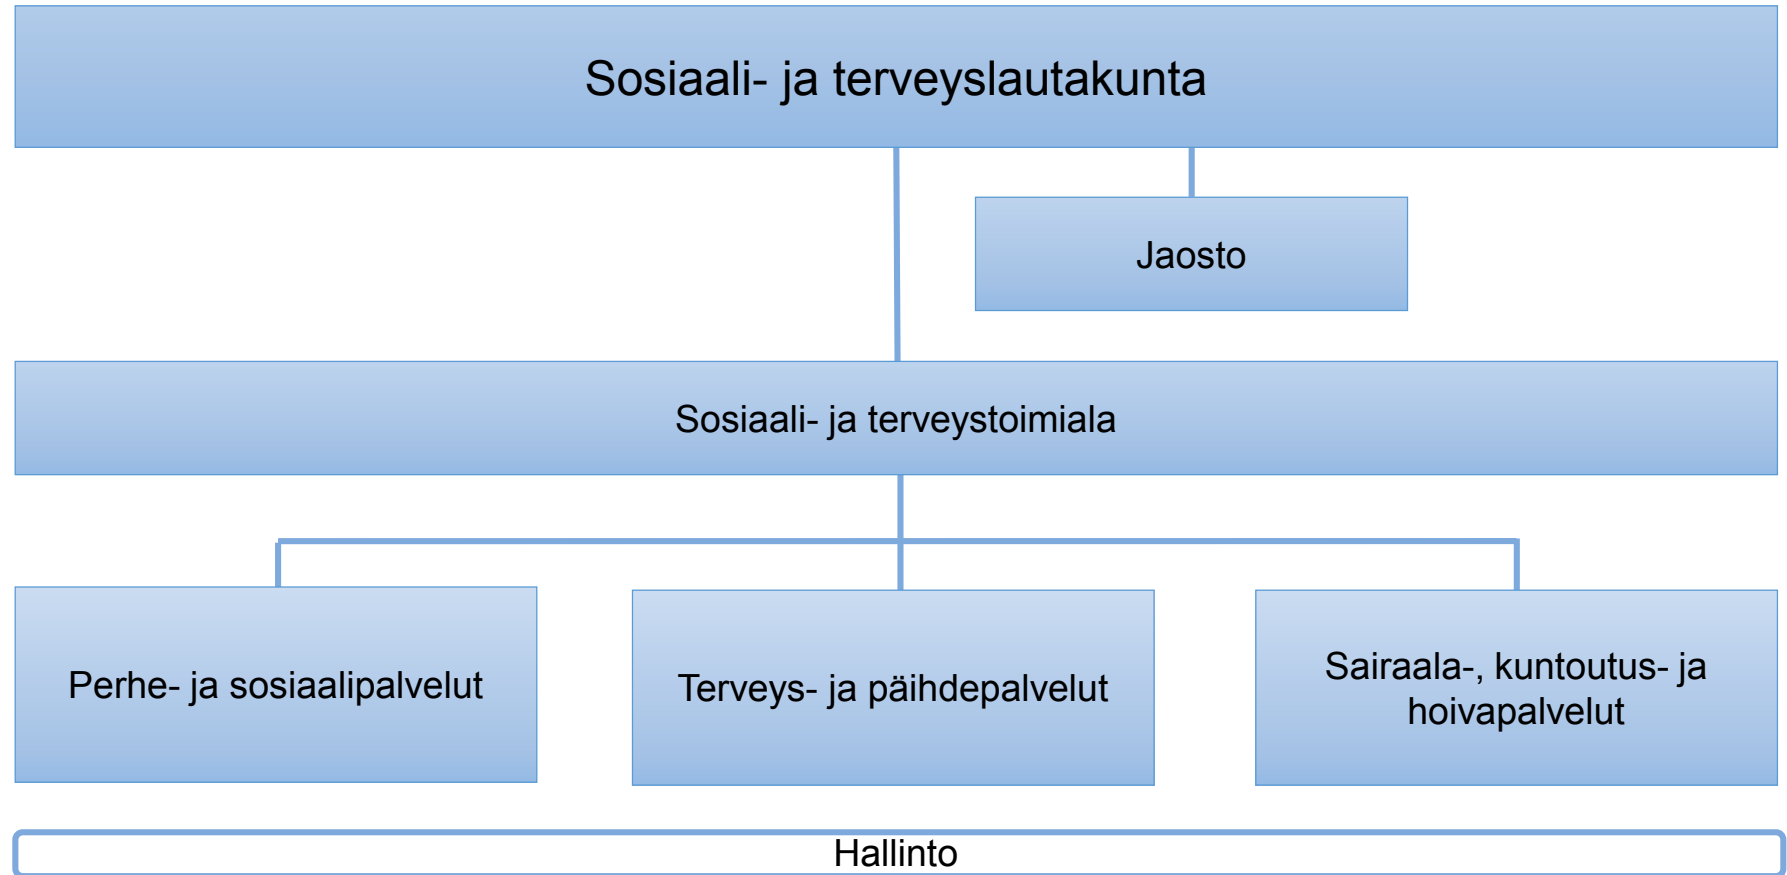 Sosiaali- ja terveyslautakunta
Jaosto
Sosiaali- ja terveystoimiala
Perhe- ja sosiaalipalvelut
Terveys- ja päihdepalvelut
Sairaala-, kuntoutus- ja
hoivapalvelut
Hallinto